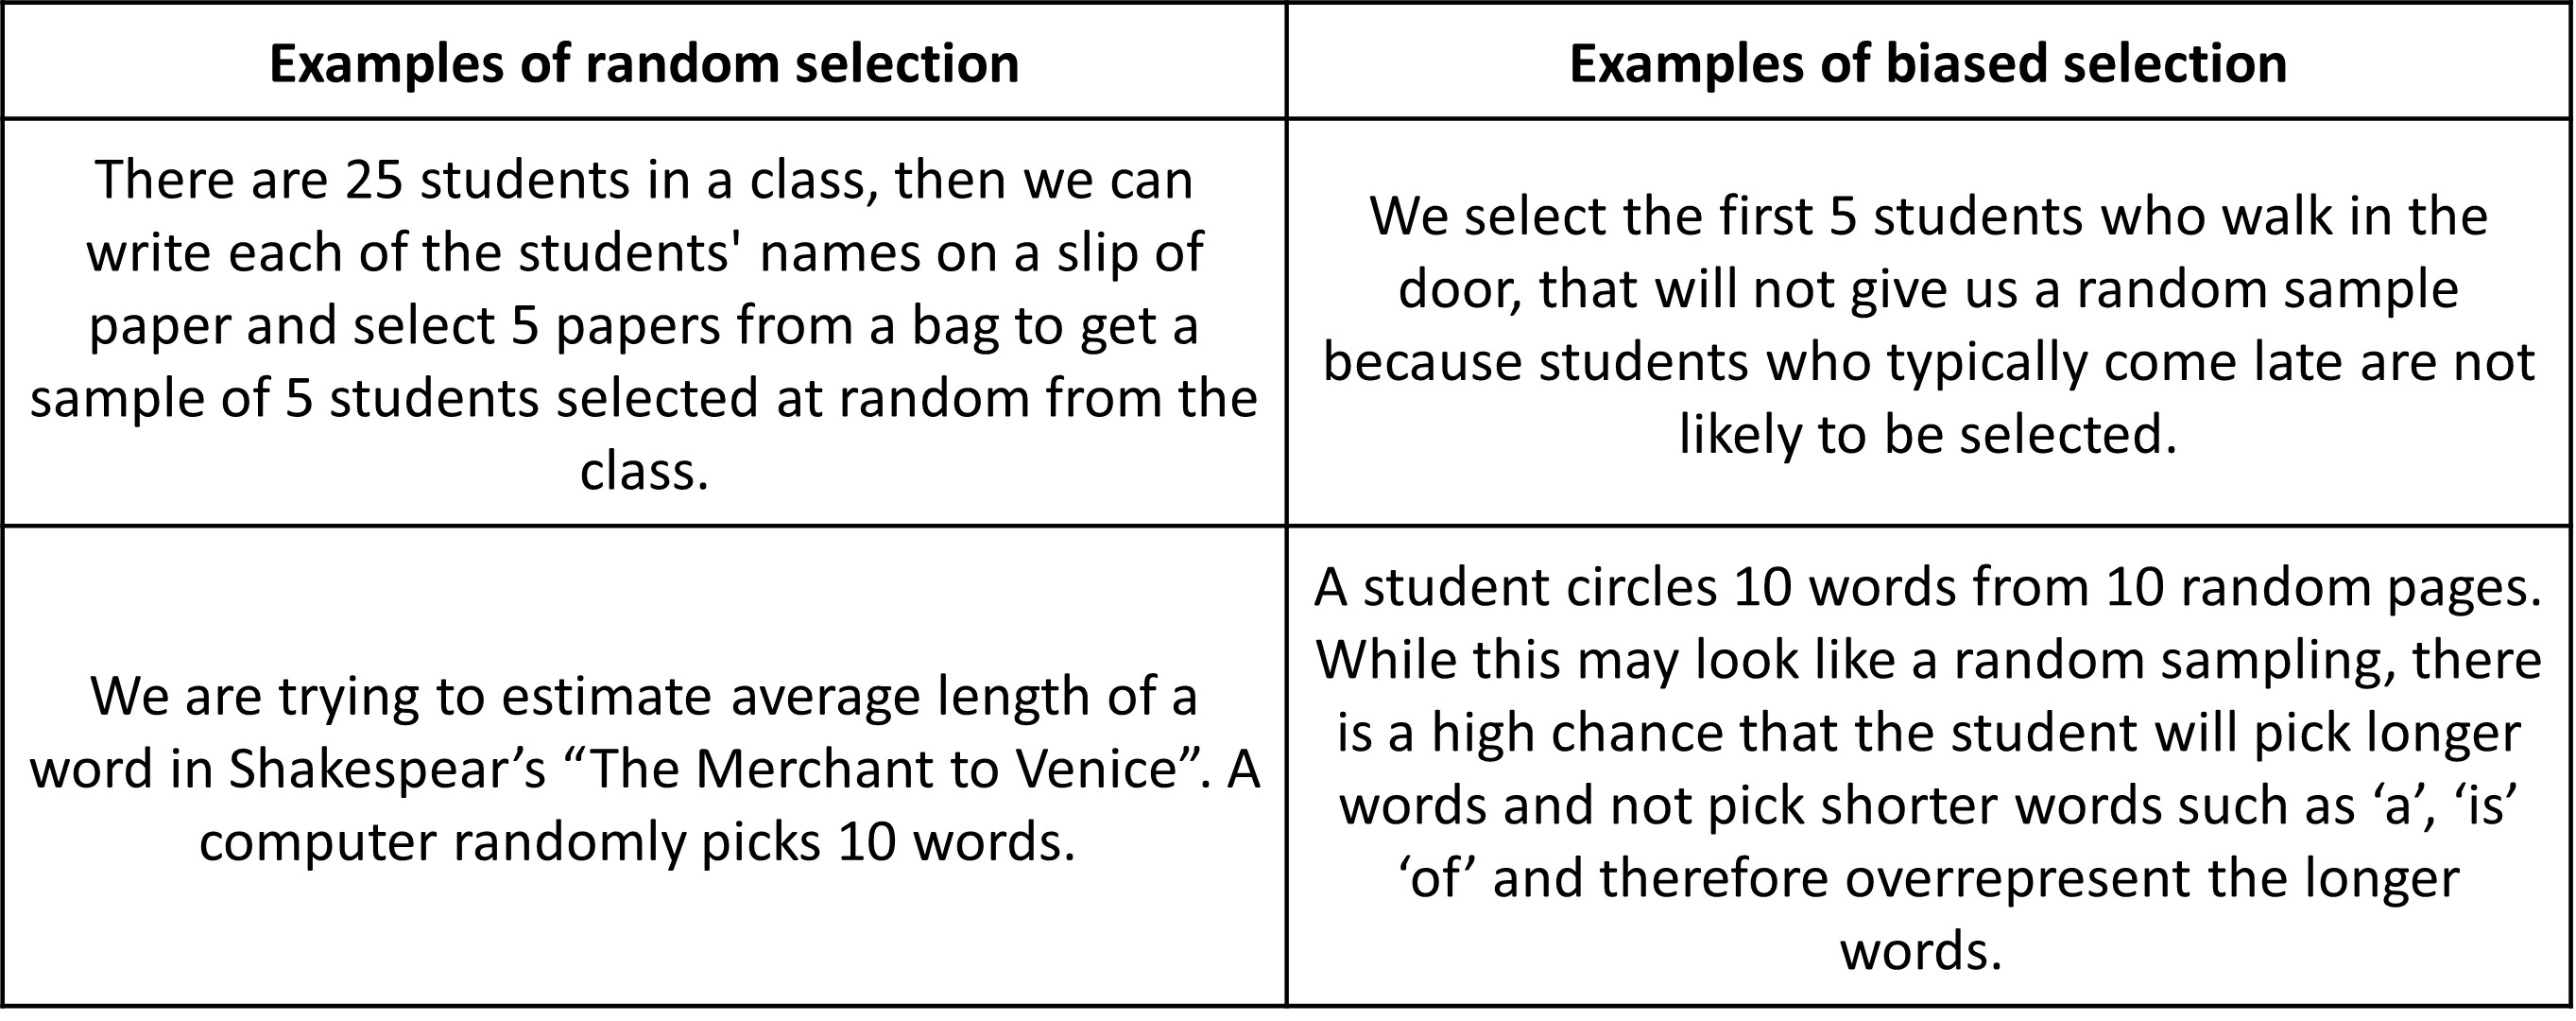 Examples of random selection
Examples of biased selection
There are 25 students in a class, then we can
write each of the students' names on a slip of
paper and select 5 papers from a bag to get a
sample of 5 students selected at random from the
class.
We select the first 5 students who walk in the
door, that will not give us a random sample
because students who typically come late are not
likely to be selected.
We are trying to estimate average length of a
word in Shakespear’s “The Merchant to Venice”. A
computer randomly picks 10 words.
A student circles 10 words from 10 random pages.
While this may look like a random sampling, there
is a high chance that the student will pick longer
words and not pick shorter words such as ‘a’, ‘is’
‘of’ and therefore overrepresent the longer
words.